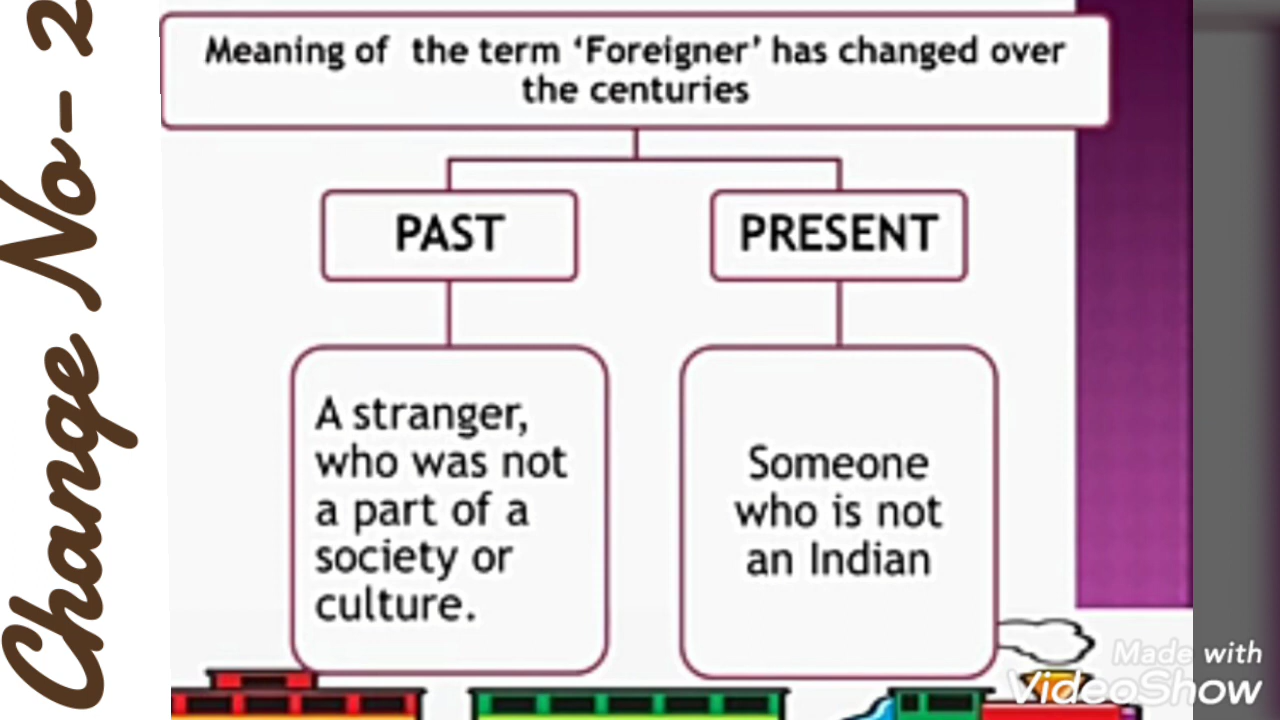 Change No- 2
Meaning of the term ‘Foreigner’ has changed over
the centuries
PAST
PRESENT
A stranger,
who was not
a part of a
society or
culture.
Someone
who is not
an Indian
Made with
VideoShow